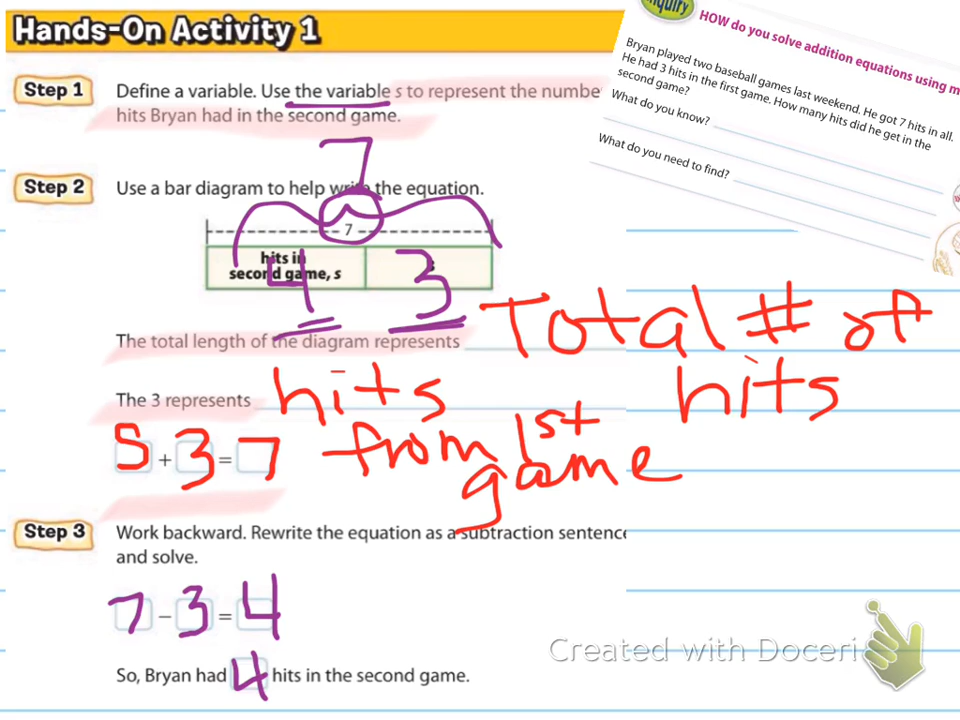 Hands-On Activity 1
nquiry
HOW do you solve addition equations using m
Bryan played two baseball games last weekend. He got 7 hits in all.
He had 3 hits in the first game. How many hits did he get in the
second game?
What do you know?
What do you need to find?
Step 1 Define a variable. Use the variable s to represent the numbe
hits Bryan had in the second game.
7
Step 2 Use a bar diagram to help write the equation.
7
hits in
second game, s
4 3
The total length of the diagram represents Total # of
hits
The 3 represents hits
from 1st
game
S + 3 = 7
Step 3 Work backward. Rewrite the equation as a subtraction sentence
and solve.
7 - 3 = 4
So, Bryan had 4 hits in the second game.
Created with Doceri